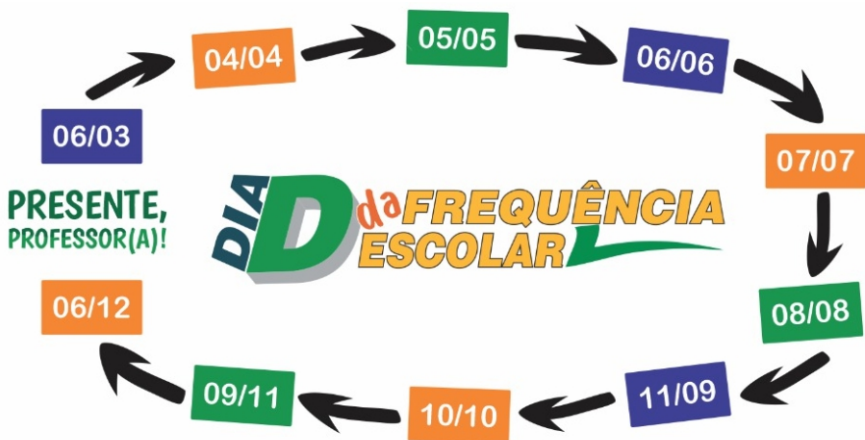 04/04
05/05
06/06
06/03
07/07
PRESENTE,
PROFESSOR(A)!
DIA D da FREQUÊNCIA
ESCOLAR
06/12
08/08
09/11
10/10
11/09